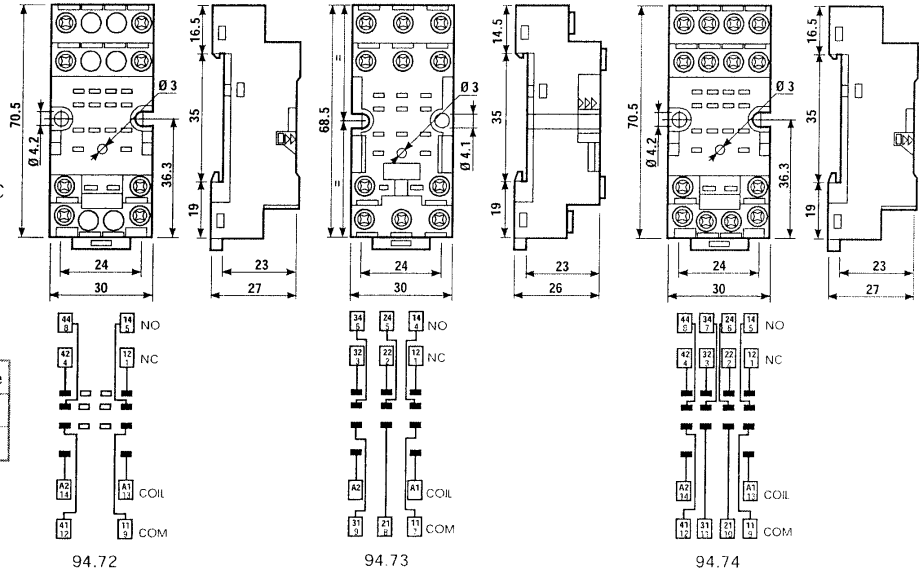 70.5
Ø 4.2
Ø 3
36.3
24
30
16.5
35
19
23
27
68.5
=
=
Ø 3
Ø 4.1
24
30
14.5
35
19
23
26
70.5
Ø 4.2
Ø 3
36.3
24
30
16.5
35
19
23
27
44 8
14 5
NO
42 4
12 1
NC
A2 14
A1 13
COIL
41 12
11 9
COM
94.72
34 6
24 5
14 4
NO
32 3
22 2
12 1
NC
A2
A1
COIL
31 9
21 8
11 7
COM
94.73
44 8
34 7
24 6
14 5
NO
42 4
32 3
22 2
12 1
NC
A2 14
A1 13
COIL
41 12
31 11
21 10
11 9
COM
94.74